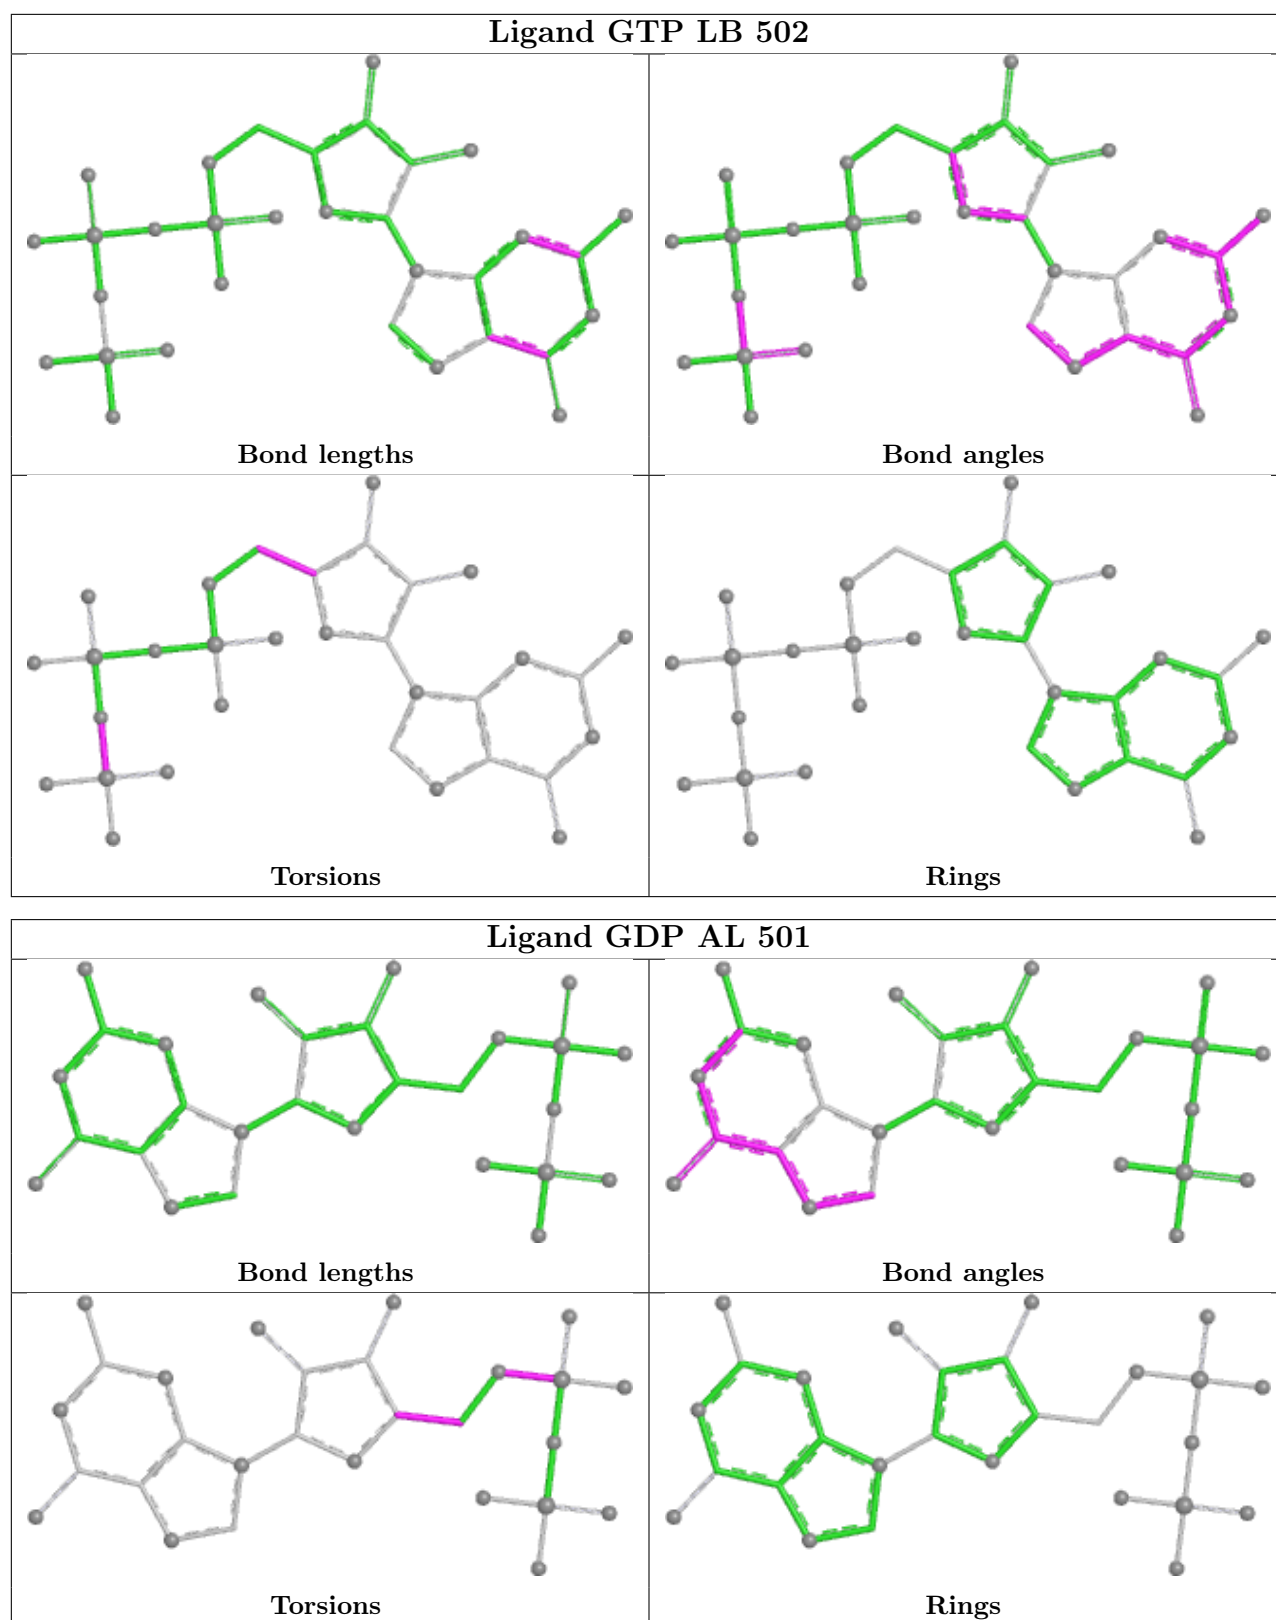 Ligand GTP LB 502
Bond lengths
Bond angles
Torsions
Rings
Ligand GDP AL 501
Bond lengths
Bond angles
Torsions
Rings